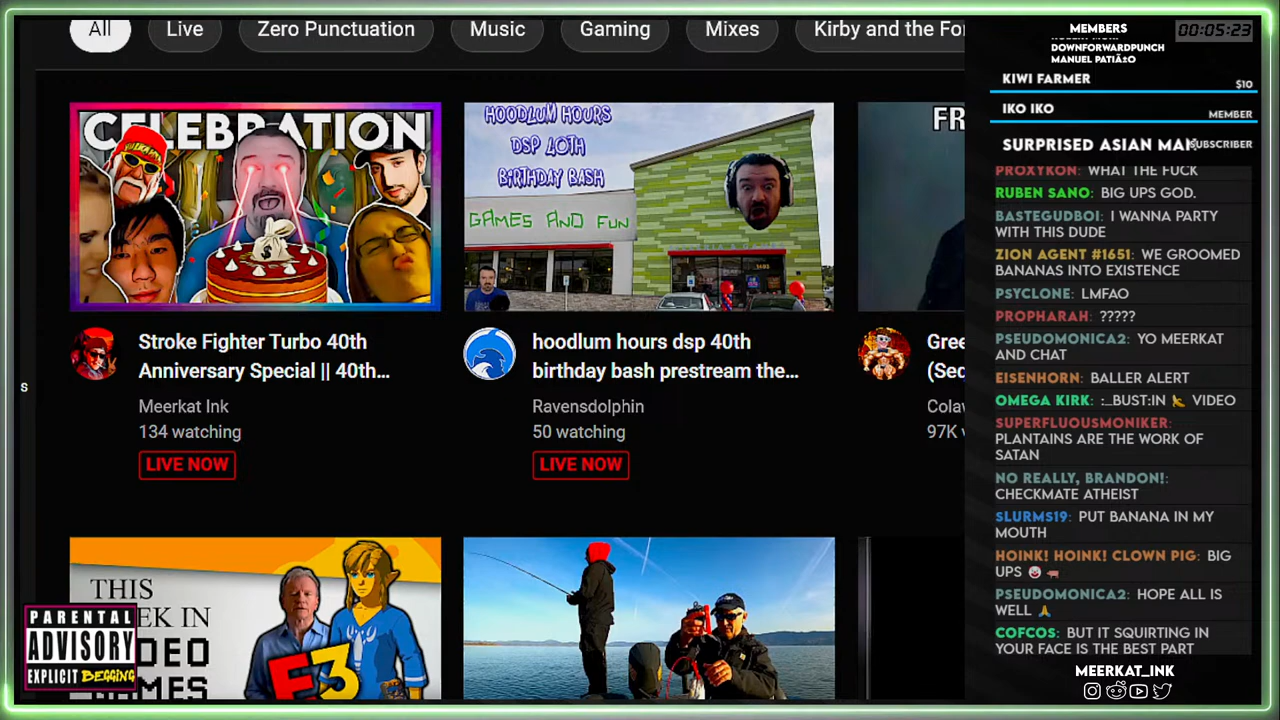 All
Live
Zero Punctuation
Music
Gaming
Mixes
Kirby and the For
CELEBRATION
HOODLUM HOURS
DSP 40TH
BIRTHDAY BASH
GAMES AND FUN
FR
Stroke Fighter Turbo 40th
Anniversary Special || 40th...
Meerkat Ink
134 watching
LIVE NOW
hoodlum hours dsp 40th
birthday bash prestream the...
Ravensdolphin
50 watching
LIVE NOW
Gree
(Sec
Colav
97K v
S
THIS
EK IN
DEO
MES
E3
PARENTAL
ADVISORY
EXPLICIT BEGGING
MEMBERS
00:05:23
DOWNFORWARDPUNCH
MANUEL PATIñO
KIWI FARMER
$10
IKO IKO
MEMBER
SURPRISED ASIAN MAN
SUBSCRIBER
PROXYKON: WHAT THE FUCK
RUBEN SANO: BIG UPS GOD.
BASTEGUDBOI: I WANNA PARTY
WITH THIS DUDE
ZION AGENT #1651: WE GROOMED
BANANAS INTO EXISTENCE
PSYCLONE: LMFAO
PROPHARAH: ?????
PSEUDOMONICA2: YO MEERKAT
AND CHAT
EISENHORN: BALLER ALERT
OMEGA KIRK: :_BUST:IN 🍌 VIDEO
SUPERFLUOUSMONIKER:
PLANTAINS ARE THE WORK OF
SATAN
NO REALLY, BRANDON!:
CHECKMATE ATHEIST
SLURMS19: PUT BANANA IN MY
MOUTH
HOINK! HOINK! CLOWN PIG: BIG
UPS 🤡 🐖
PSEUDOMONICA2: HOPE ALL IS
WELL 🙏
COFCOS: BUT IT SQUIRTING IN
YOUR FACE IS THE BEST PART
MEERKAT_INK